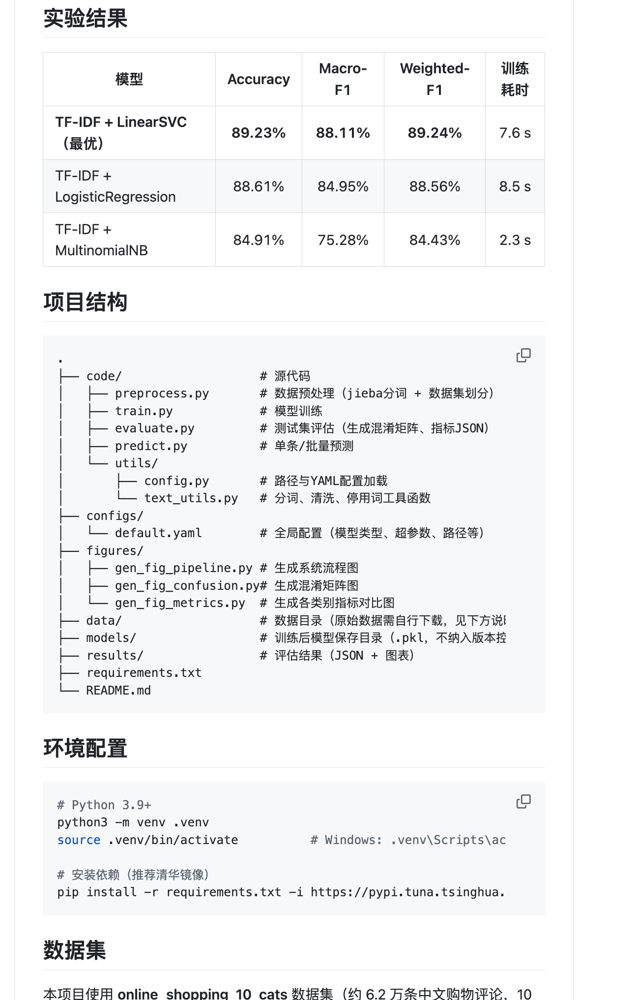 实验结果
模型 Accuracy Macro-F1 Weighted-F1 训练耗时
TF-IDF + LinearSVC（最优） 89.23% 88.11% 89.24% 7.6 s
TF-IDF + LogisticRegression 88.61% 84.95% 88.56% 8.5 s
TF-IDF + MultinomialNB 84.91% 75.28% 84.43% 2.3 s
项目结构
.
├── code/                   # 源代码
│   ├── preprocess.py       # 数据预处理（jieba分词 + 数据集划分）
│   ├── train.py            # 模型训练
│   ├── evaluate.py         # 测试集评估（生成混淆矩阵、指标JSON）
│   ├── predict.py          # 单条/批量预测
│   └── utils/
│       ├── config.py       # 路径与YAML配置加载
│       └── text_utils.py   # 分词、清洗、停用词工具函数
├── configs/
│   └── default.yaml        # 全局配置（模型类型、超参数、路径等）
├── figures/
│   ├── gen_fig_pipeline.py # 生成系统流程图
│   ├── gen_fig_confusion.py# 生成混淆矩阵图
│   └── gen_fig_metrics.py  # 生成各类别指标对比图
├── data/                   # 数据目录（原始数据需自行下载，见下方说
├── models/                 # 训练后模型保存目录（.pkl，不纳入版本控
├── results/                # 评估结果（JSON + 图表）
├── requirements.txt
└── README.md
环境配置
# Python 3.9+
python3 -m venv .venv
source .venv/bin/activate          # Windows: .venv\Scripts\ac
# 安装依赖（推荐清华镜像）
pip install -r requirements.txt -i https://pypi.tuna.tsinghua.
数据集
本项目使用 online_shopping_10_cats 数据集（约 6.2 万条中文购物评论，10